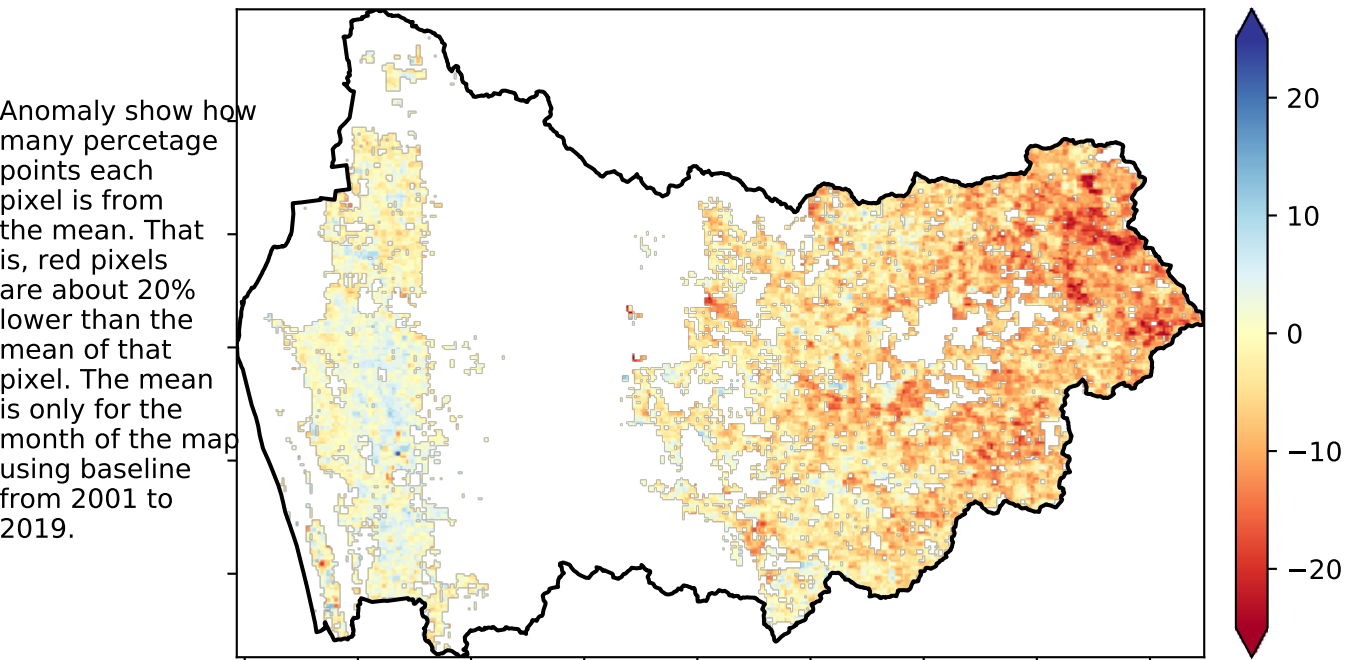 Anomaly show how
many percetage
points each
pixel is from
the mean. That
is, red pixels
are about 20%
lower than the
mean of that
pixel. The mean
is only for the
month of the map
using baseline
from 2001 to
2019.
20
10
0
−10
−20